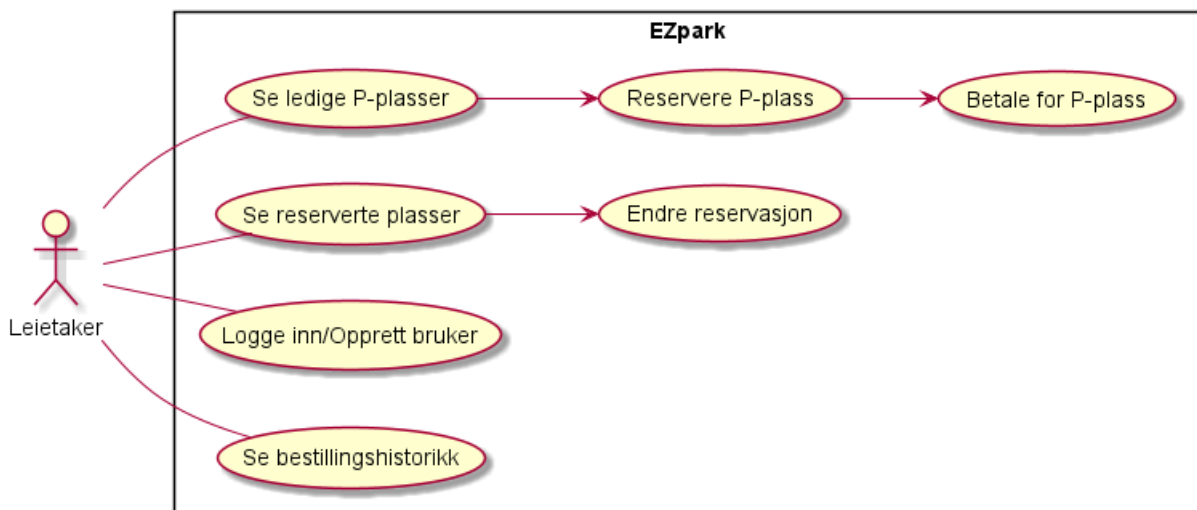 EZpark
Se ledige P-plasser
Reservere P-plass
Betale for P-plass
Se reserverte plasser
Endre reservasjon
Leietaker
Logge inn/Opprett bruker
Se bestillingshistorikk